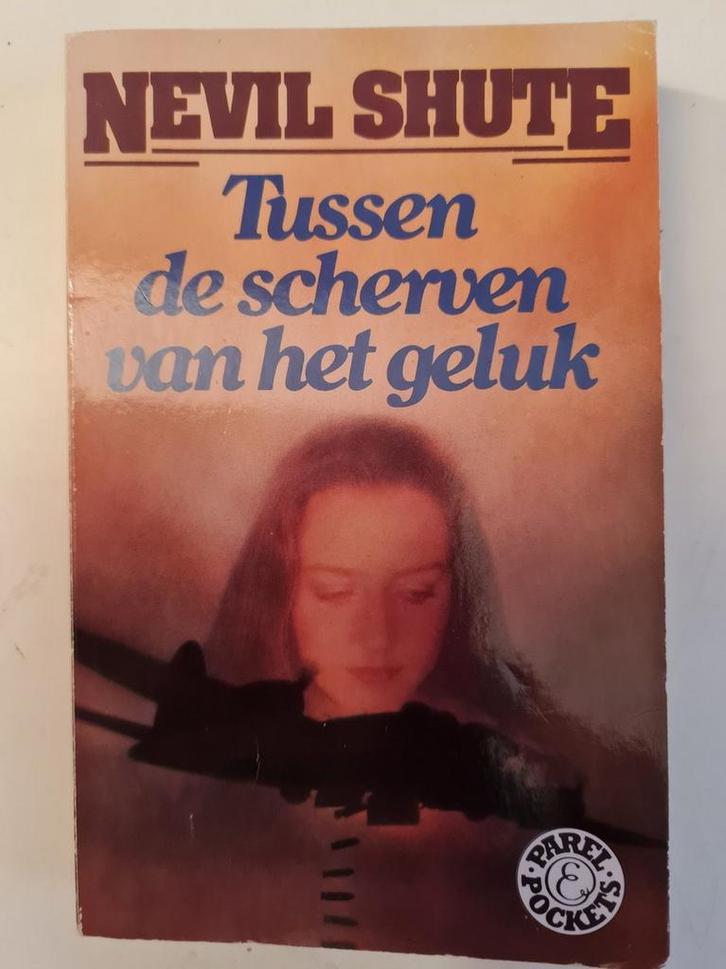 NEVIL SHUTE
Tussen
de scherven
van het geluk
· PAREL ·
POCKETS
E